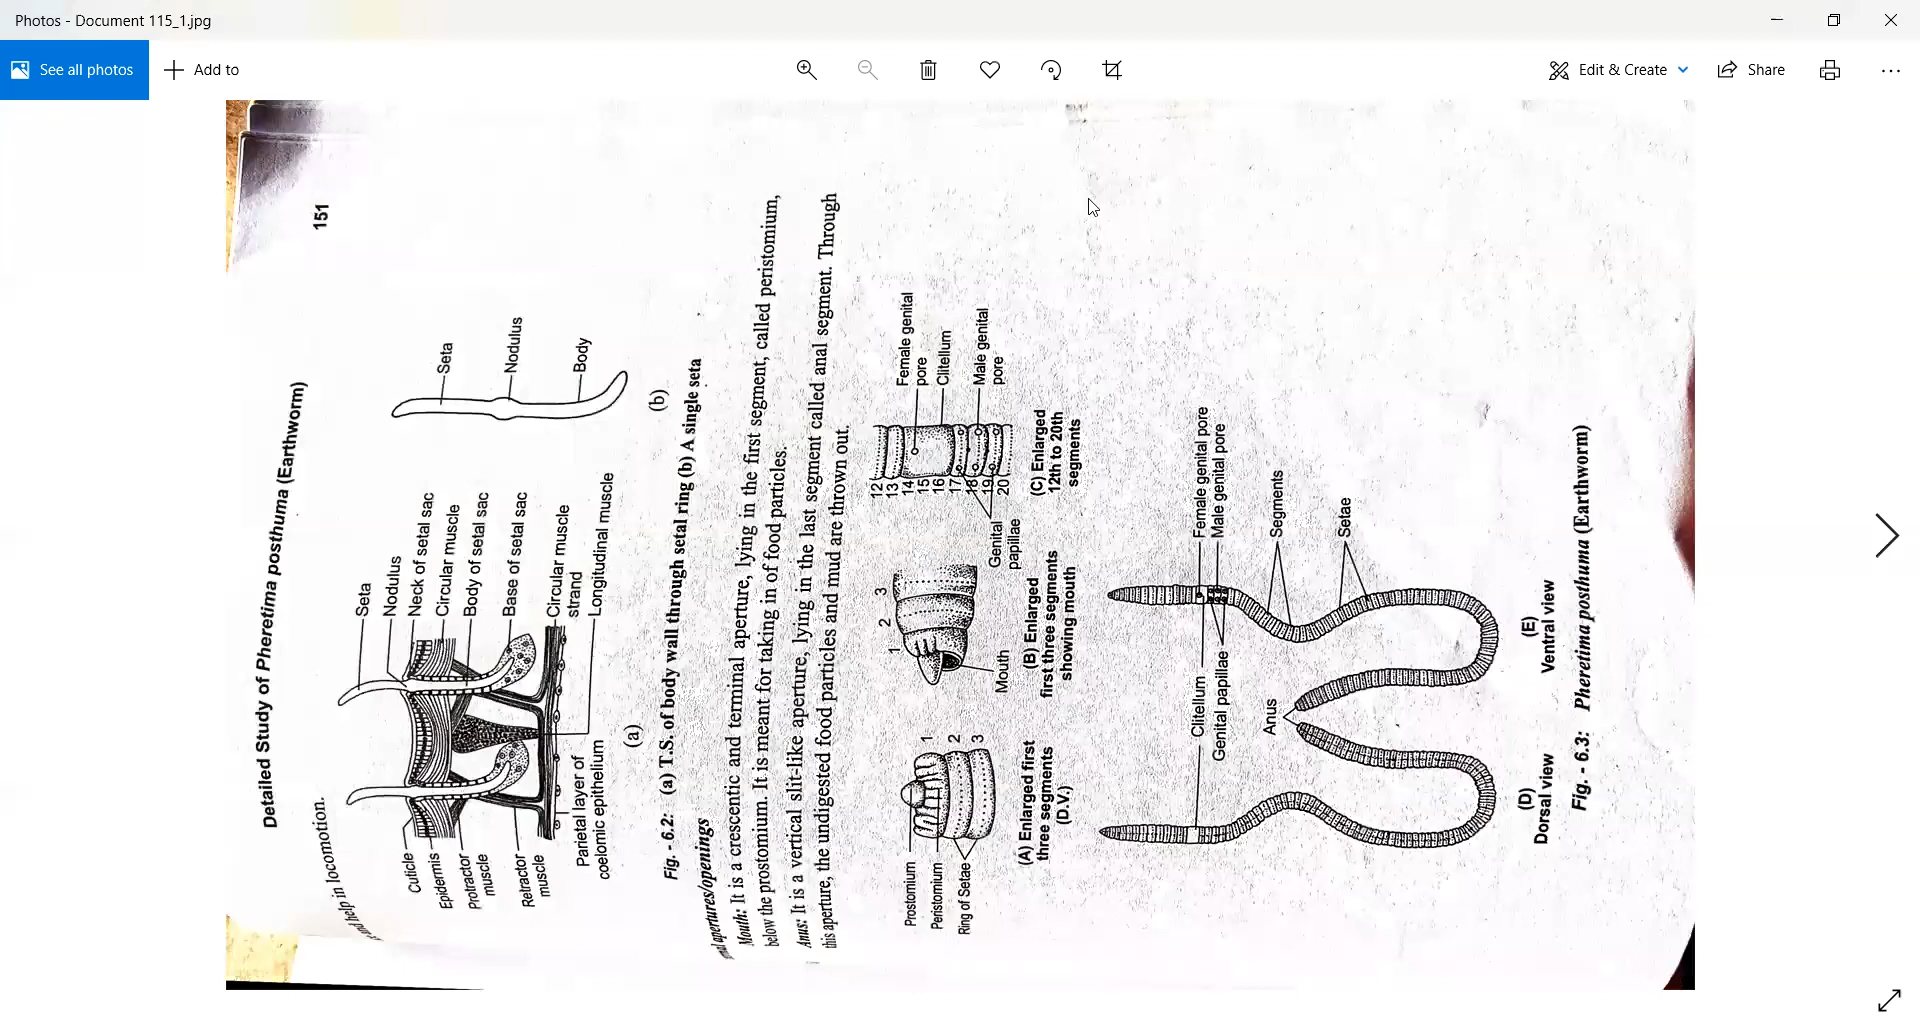 Photos - Document 115_1.jpg
See all photos
Add to
Edit & Create
Share
151
Detailed Study of Pheretima posthuma (Earthworm)
and help in locomotion.
Seta
Nodulus
Neck of setal sac
Circular muscle
Body of setal sac
Base of setal sac
Circular muscle
strand
Longitudinal muscle
Cuticle
Epidermis
Protractor
muscle
Retractor
muscle
Parietal layer of
coelomic epithelium
(a)
Seta
Nodulus
Body
(b)
Fig. - 6.2: (a) T.S. of body wall through setal ring (b) A single seta
apertures/openings
Mouth: It is a crescentic and terminal aperture, lying in the first segment, called peristomium,
below the prostomium. It is meant for taking in of food particles.
Anus: It is a vertical slit-like aperture, lying in the last segment called anal segment. Through
this aperture, the undigested food particles and mud are thrown out.
Prostomium
Peristomium
Ring of Setae
1
2
3
(A) Enlarged first
three segments
(D.V.)
1
2
3
Mouth
(B) Enlarged
first three segments
showing mouth
12
13
14
15
16
17
18
19
20
Female genital
pore
Clitellum
Male genital
pore
Genital
papillae
(C) Enlarged
12th to 20th
segments
Clitellum
Genital papillae
Anus
Female genital pore
Male genital pore
Segments
Setae
(D)
Dorsal view
(E)
Ventral view
Fig. - 6.3: Pheretima posthuma (Earthworm)